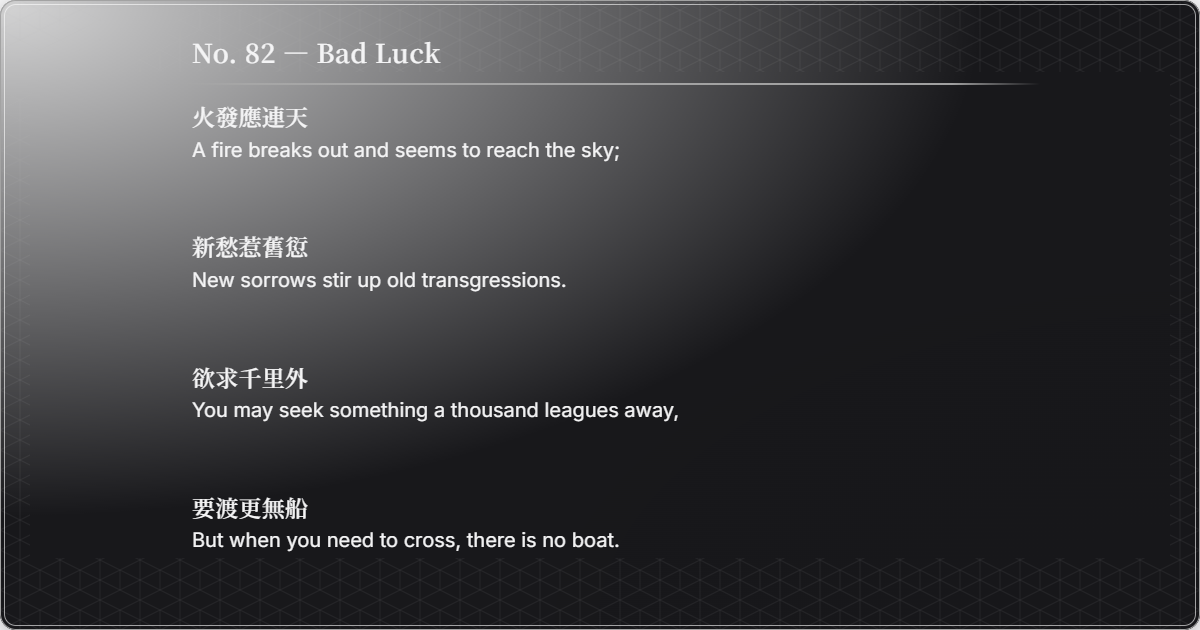 No. 82 — Bad Luck
火發應連天
A fire breaks out and seems to reach the sky;
新愁惹舊愆
New sorrows stir up old transgressions.
欲求千里外
You may seek something a thousand leagues away,
要渡更無船
But when you need to cross, there is no boat.